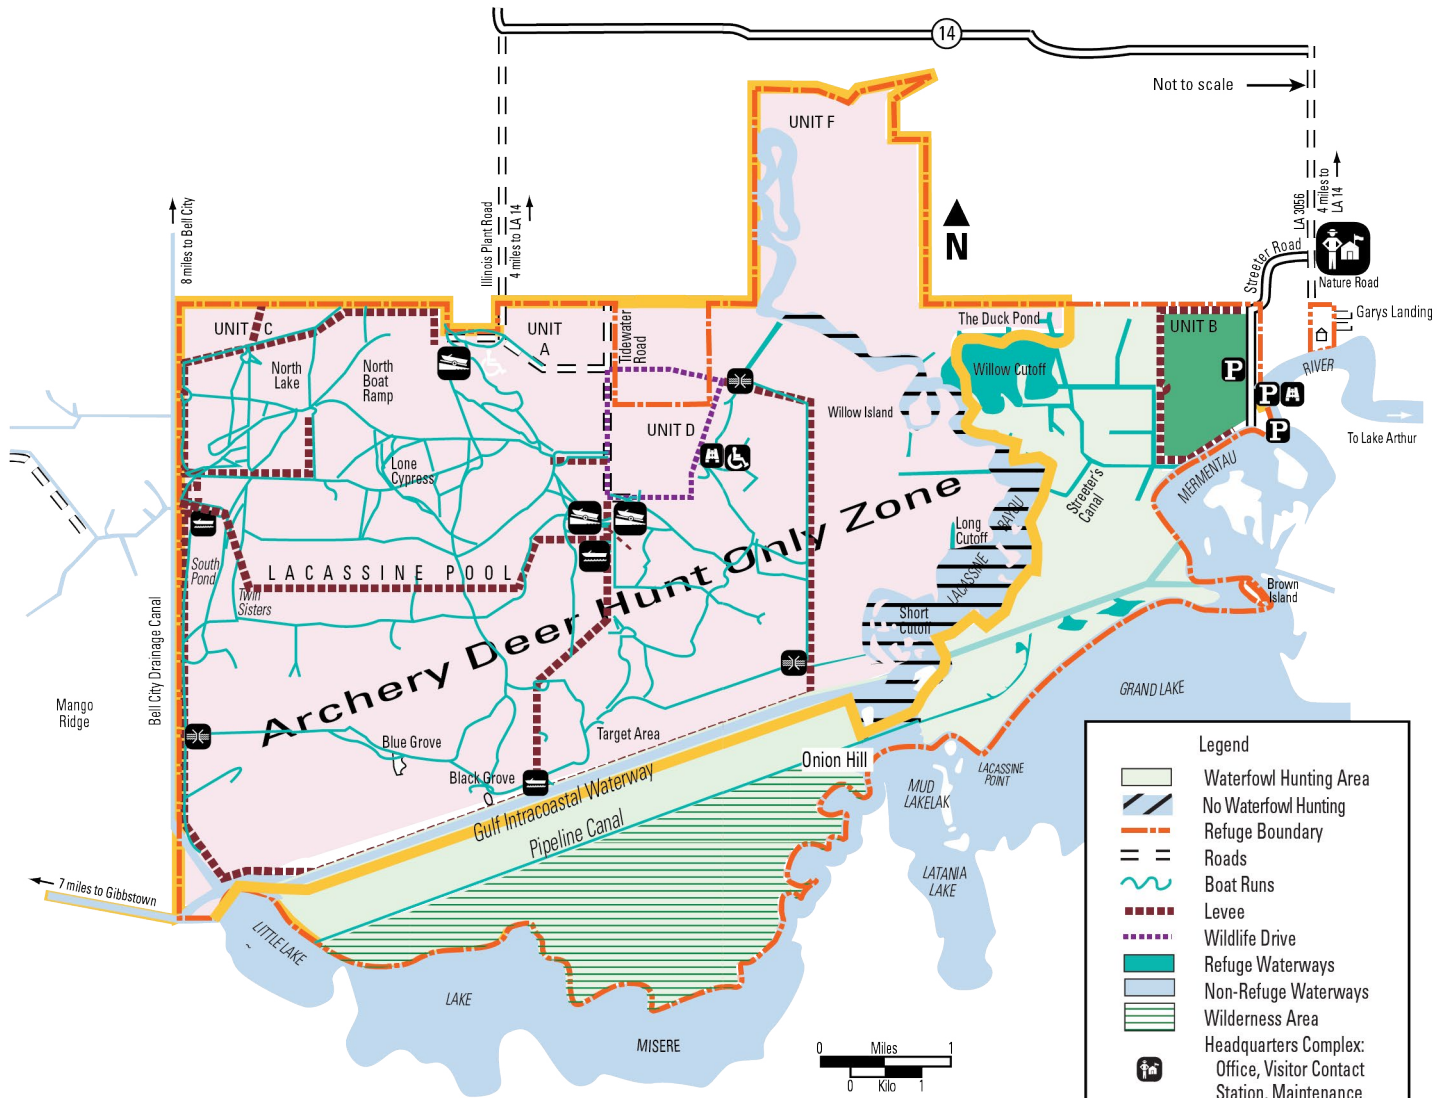 14
Not to scale
UNIT F
8 miles to Bell City
Illinois Plant Road
4 miles to LA 14
N
LA 3056
4 miles to
LA 14
Streeter Road
Nature Road
Garys Landing
UNIT C
UNIT
A
Tidewater
Road
The Duck Pond
UNIT B
North
Lake
North
Boat
Ramp
Willow Cutoff
RIVER
P
P
P
Willow Island
UNIT D
To Lake Arthur
Lone
Cypress
MERMENTAU
Streeter's
Canal
BAYOU
LACASSINE
Long
Cutoff
Archery Deer Hunt Only Zone
South
Pond
LACASSINE POOL
Twin
Sisters
Brown
Island
Short
Cutoff
Bell City Drainage Canal
Mango
Ridge
GRAND LAKE
Blue Grove
Target Area
Black Grove
Onion Hill
Gulf Intracoastal Waterway
Pipeline Canal
LACASSINE
POINT
MUD
LAKELAK
LATANIA
LAKE
7 miles to Gibbstown
LITTLE LAKE
LAKE
MISERE
0 Miles 1
0 Kilo 1
Legend
Waterfowl Hunting Area
No Waterfowl Hunting
Refuge Boundary
Roads
Boat Runs
Levee
Wildlife Drive
Refuge Waterways
Non-Refuge Waterways
Wilderness Area
Headquarters Complex:
Office, Visitor Contact
Station, Maintenance